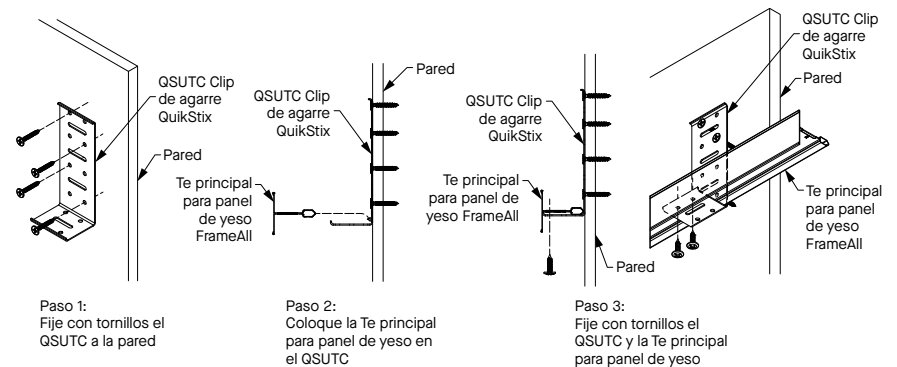 QSUTC Clip
de agarre
QuikStix
Pared
Paso 1:
Fije con tornillos el
QSUTC a la pared
Pared
QSUTC Clip
de agarre
QuikStix
Te principal
para panel
de yeso
FrameAll
Paso 2:
Coloque la Te principal
para panel de yeso en
el QSUTC
QSUTC Clip
de agarre
QuikStix
Te principal
para panel de
yeso FrameAll
Pared
QSUTC Clip
de agarre
QuikStix
Pared
Te principal
para panel
de yeso
FrameAll
Paso 3:
Fije con tornillos el
QSUTC y la Te principal
para panel de yeso